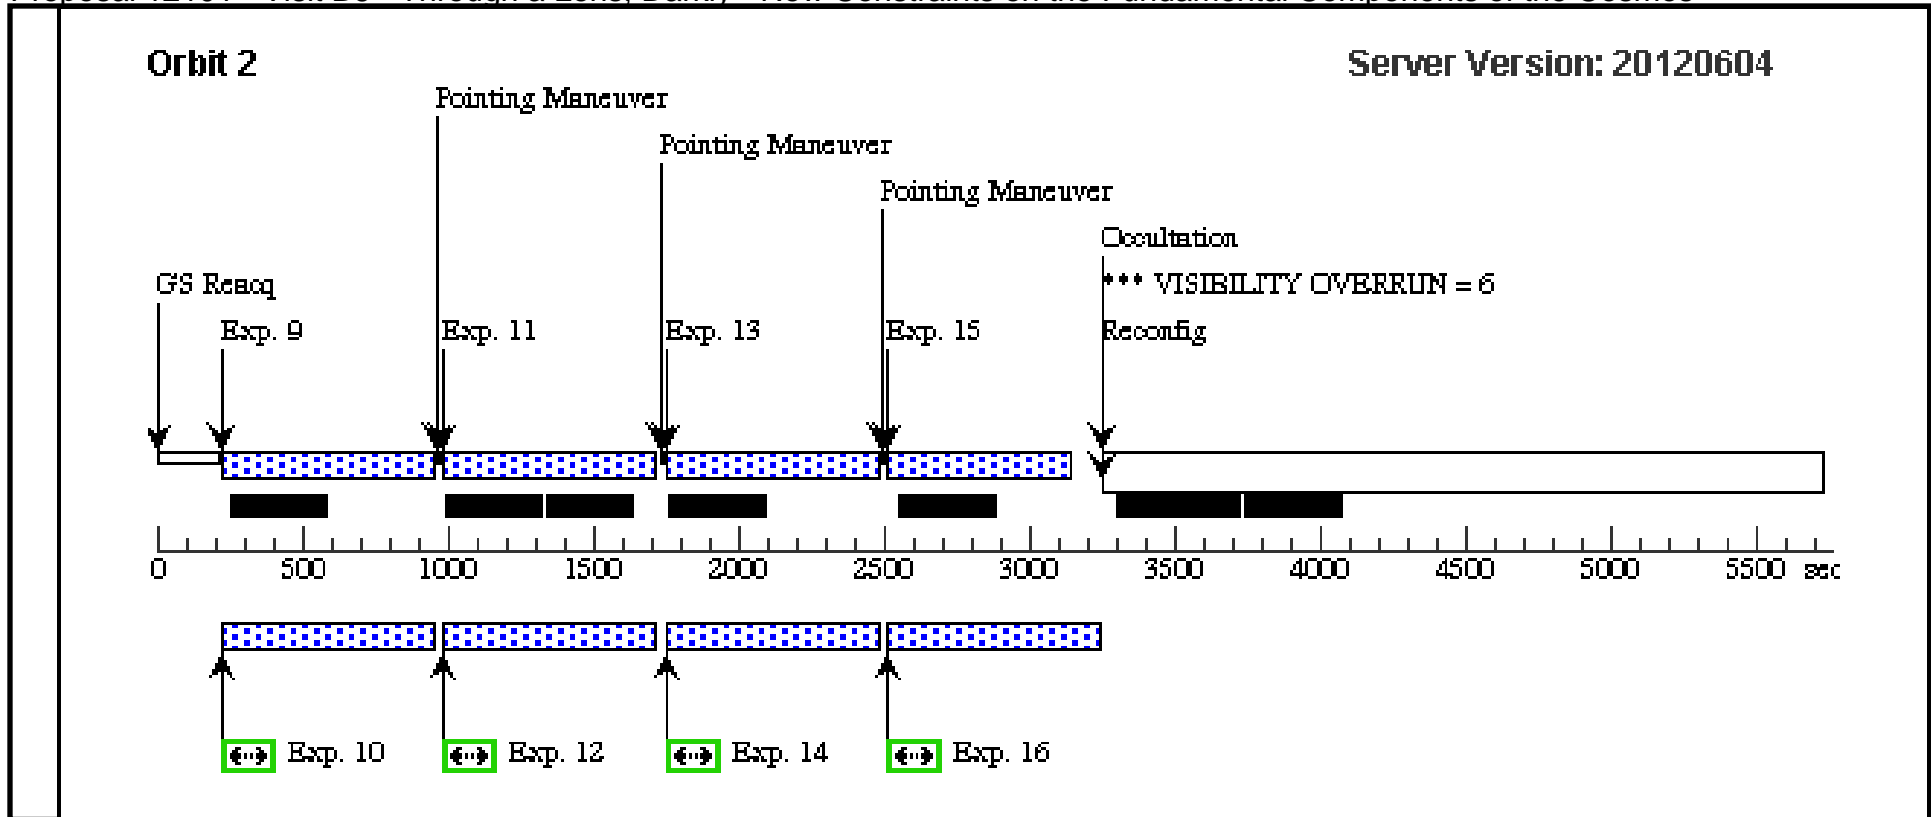 Orbit 2
Server Version: 20120604
Pointing Maneuver
Pointing Maneuver
Pointing Maneuver
Occultation
GS Reacq
*** VISIBILITY OVERRUN = 6
Exp. 9
Exp. 11
Exp. 13
Exp. 15
Reconfig
0
500
1000
1500
2000
2500
3000
3500
4000
4500
5000
5500
sec
Exp. 10
Exp. 12
Exp. 14
Exp. 16